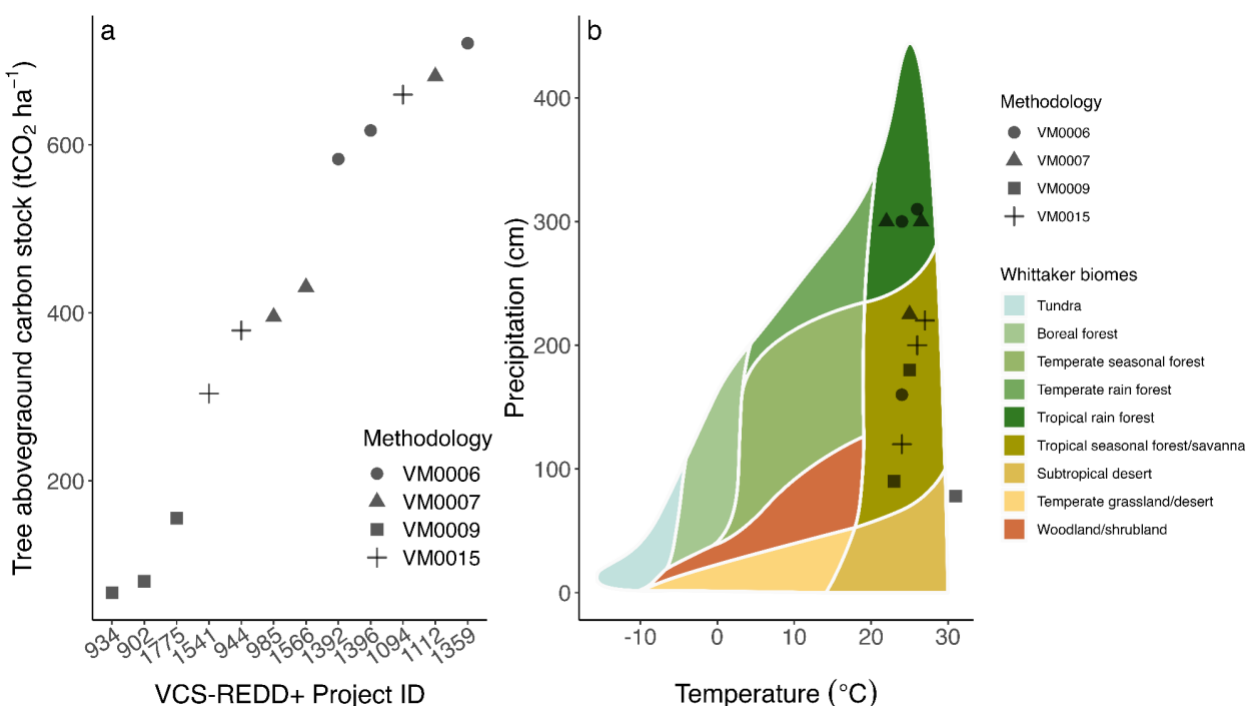 a
Tree abovegraound carbon stock (tCO₂ ha⁻¹)
600
400
200
934
902
1775
1541
944
985
1566
1392
1396
1094
1112
1359
VCS-REDD+ Project ID
Methodology
VM0006
VM0007
VM0009
VM0015
b
Precipitation (cm)
400
300
200
100
0
-10
0
10
20
30
Temperature (°C)
Methodology
VM0006
VM0007
VM0009
VM0015
Whittaker biomes
Tundra
Boreal forest
Temperate seasonal forest
Temperate rain forest
Tropical rain forest
Tropical seasonal forest/savanna
Subtropical desert
Temperate grassland/desert
Woodland/shrubland